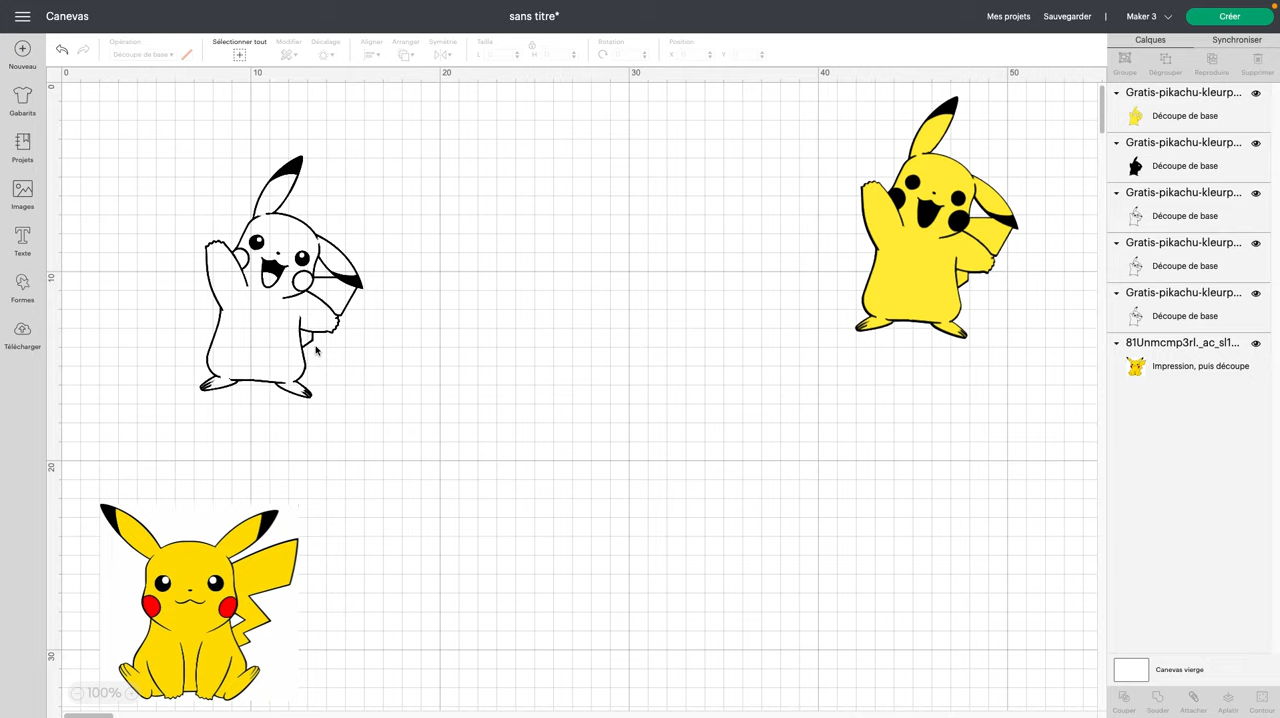 Canevas
sans titre*
Mes projets
Sauvegarder
|
Maker 3
Créer
Opération
Découpe de base
Sélectionner tout
Modifier
Décalage
Aligner
Arranger
Symétrie
Taille
L
H
Rotation
Position
X
Y
Calques
Synchroniser
Groupe
Dégrouper
Reproduire
Supprimer
Nouveau
Gabarits
Projets
Images
Texte
Formes
Télécharger
0
10
20
30
40
50
0
10
20
30
Gratis-pikachu-kleurp...
Découpe de base
Gratis-pikachu-kleurp...
Découpe de base
Gratis-pikachu-kleurp...
Découpe de base
Gratis-pikachu-kleurp...
Découpe de base
Gratis-pikachu-kleurp...
Découpe de base
81Unmcmp3rl._ac_sl1...
Impression, puis découpe
Canevas vierge
100%
Couper
Souder
Attacher
Aplatir
Contour